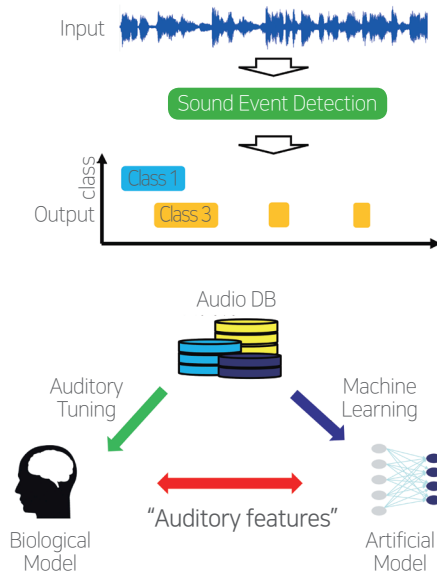 Input
Sound Event Detection
class
Class 1
Output
Class 3
Audio DB
Auditory
Tuning
Machine
Learning
"Auditory features"
Biological
Model
Artificial
Model